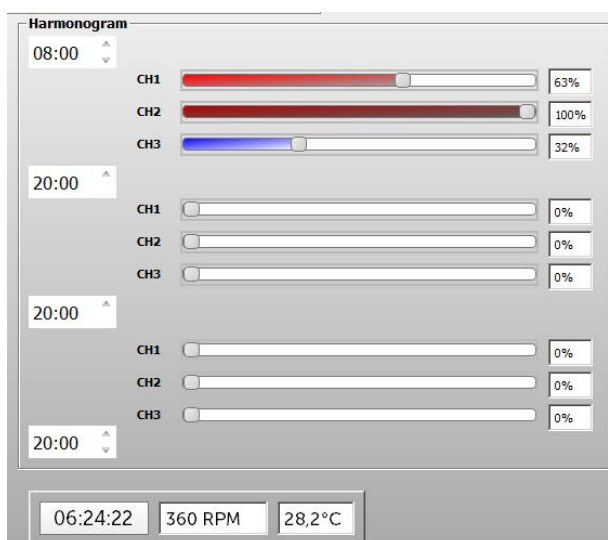 Harmonogram
08:00
CH1 63%
CH2 100%
CH3 32%
20:00
CH1 0%
CH2 0%
CH3 0%
20:00
CH1 0%
CH2 0%
CH3 0%
20:00
06:24:22 360 RPM 28,2°C